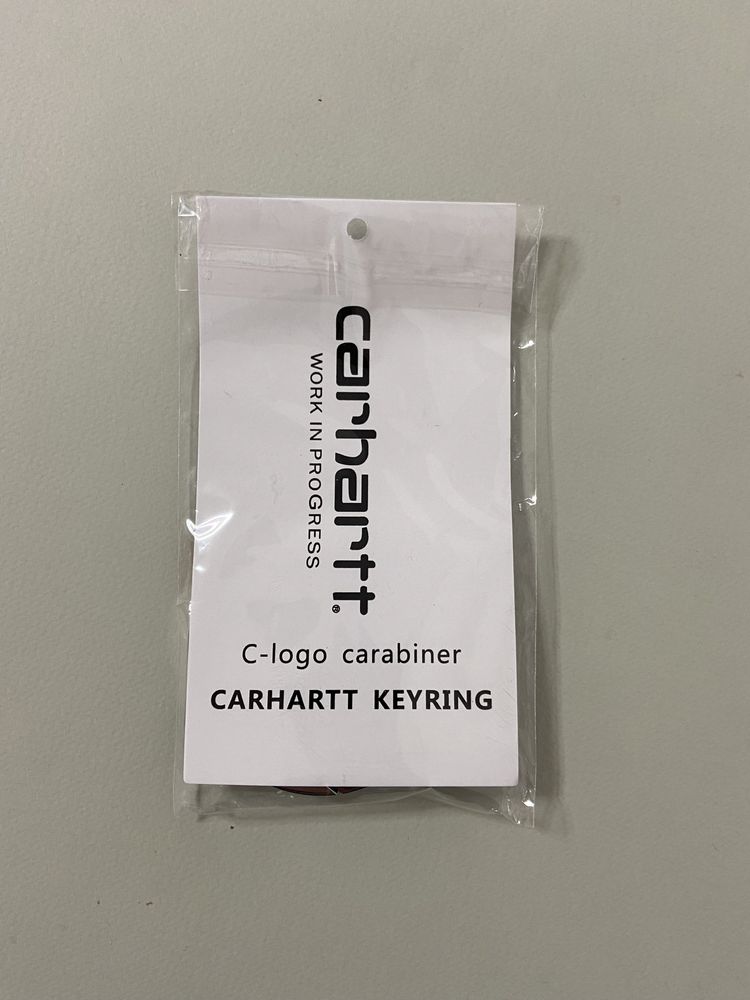 carhartt®
WORK IN PROGRESS
C-logo carabiner
CARHARTT KEYRING